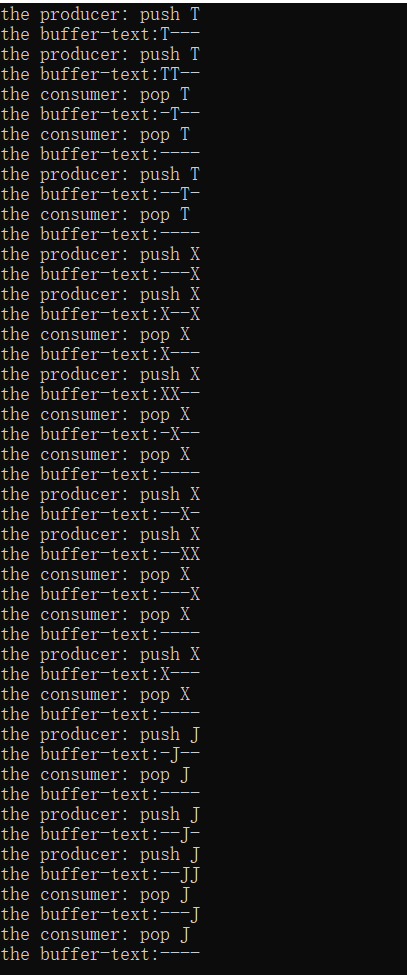 the producer: push T
the buffer-text:T---
the producer: push T
the buffer-text:TT--
the consumer: pop T
the buffer-text:-T--
the consumer: pop T
the buffer-text:----
the producer: push T
the buffer-text:--T-
the consumer: pop T
the buffer-text:----
the producer: push X
the buffer-text:---X
the producer: push X
the buffer-text:X--X
the consumer: pop X
the buffer-text:X---
the producer: push X
the buffer-text:XX--
the consumer: pop X
the buffer-text:-X--
the consumer: pop X
the buffer-text:----
the producer: push X
the buffer-text:--X-
the producer: push X
the buffer-text:--XX
the consumer: pop X
the buffer-text:---X
the consumer: pop X
the buffer-text:----
the producer: push X
the buffer-text:X---
the consumer: pop X
the buffer-text:----
the producer: push J
the buffer-text:-J--
the consumer: pop J
the buffer-text:----
the producer: push J
the buffer-text:--J-
the producer: push J
the buffer-text:--JJ
the consumer: pop J
the buffer-text:---J
the consumer: pop J
the buffer-text:----